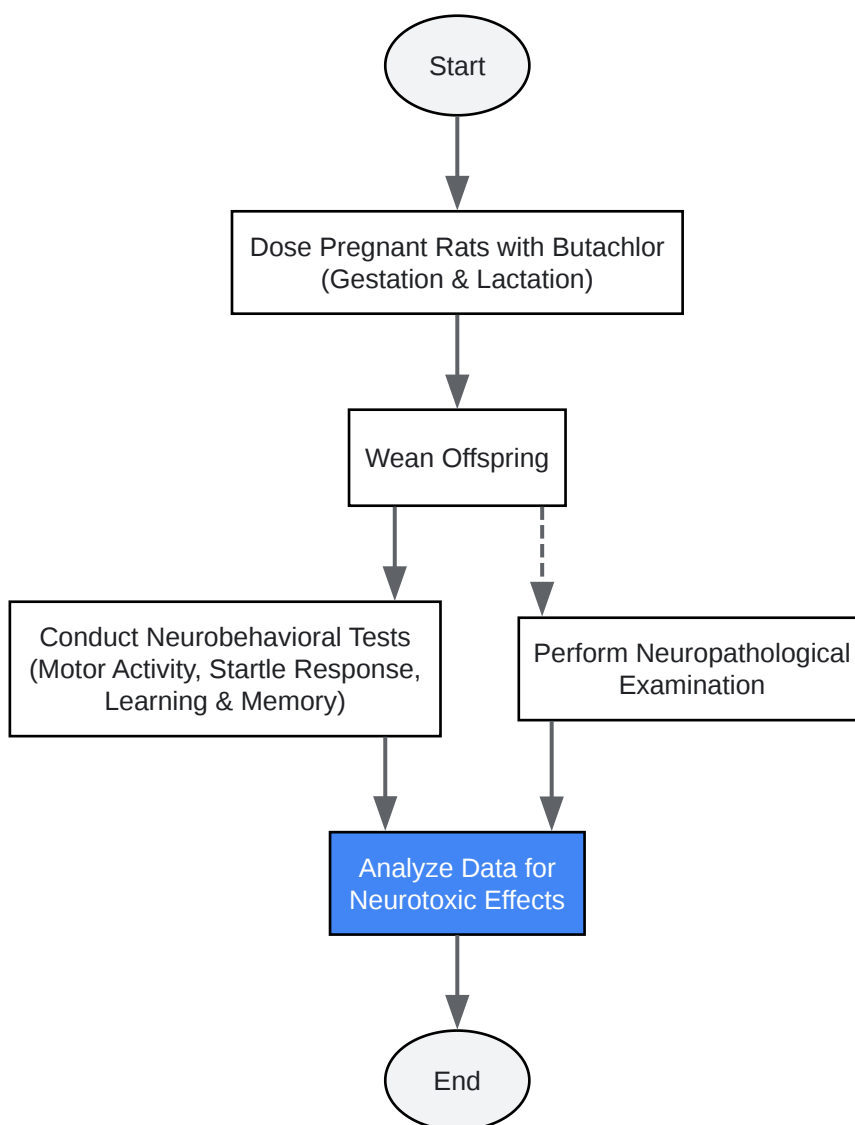 Start
Dose Pregnant Rats with Butachlor
(Gestation & Lactation)
Wean Offspring
Conduct Neurobehavioral Tests
(Motor Activity, Startle Response,
Learning & Memory)
Perform Neuropathological
Examination
Analyze Data for
Neurotoxic Effects
End